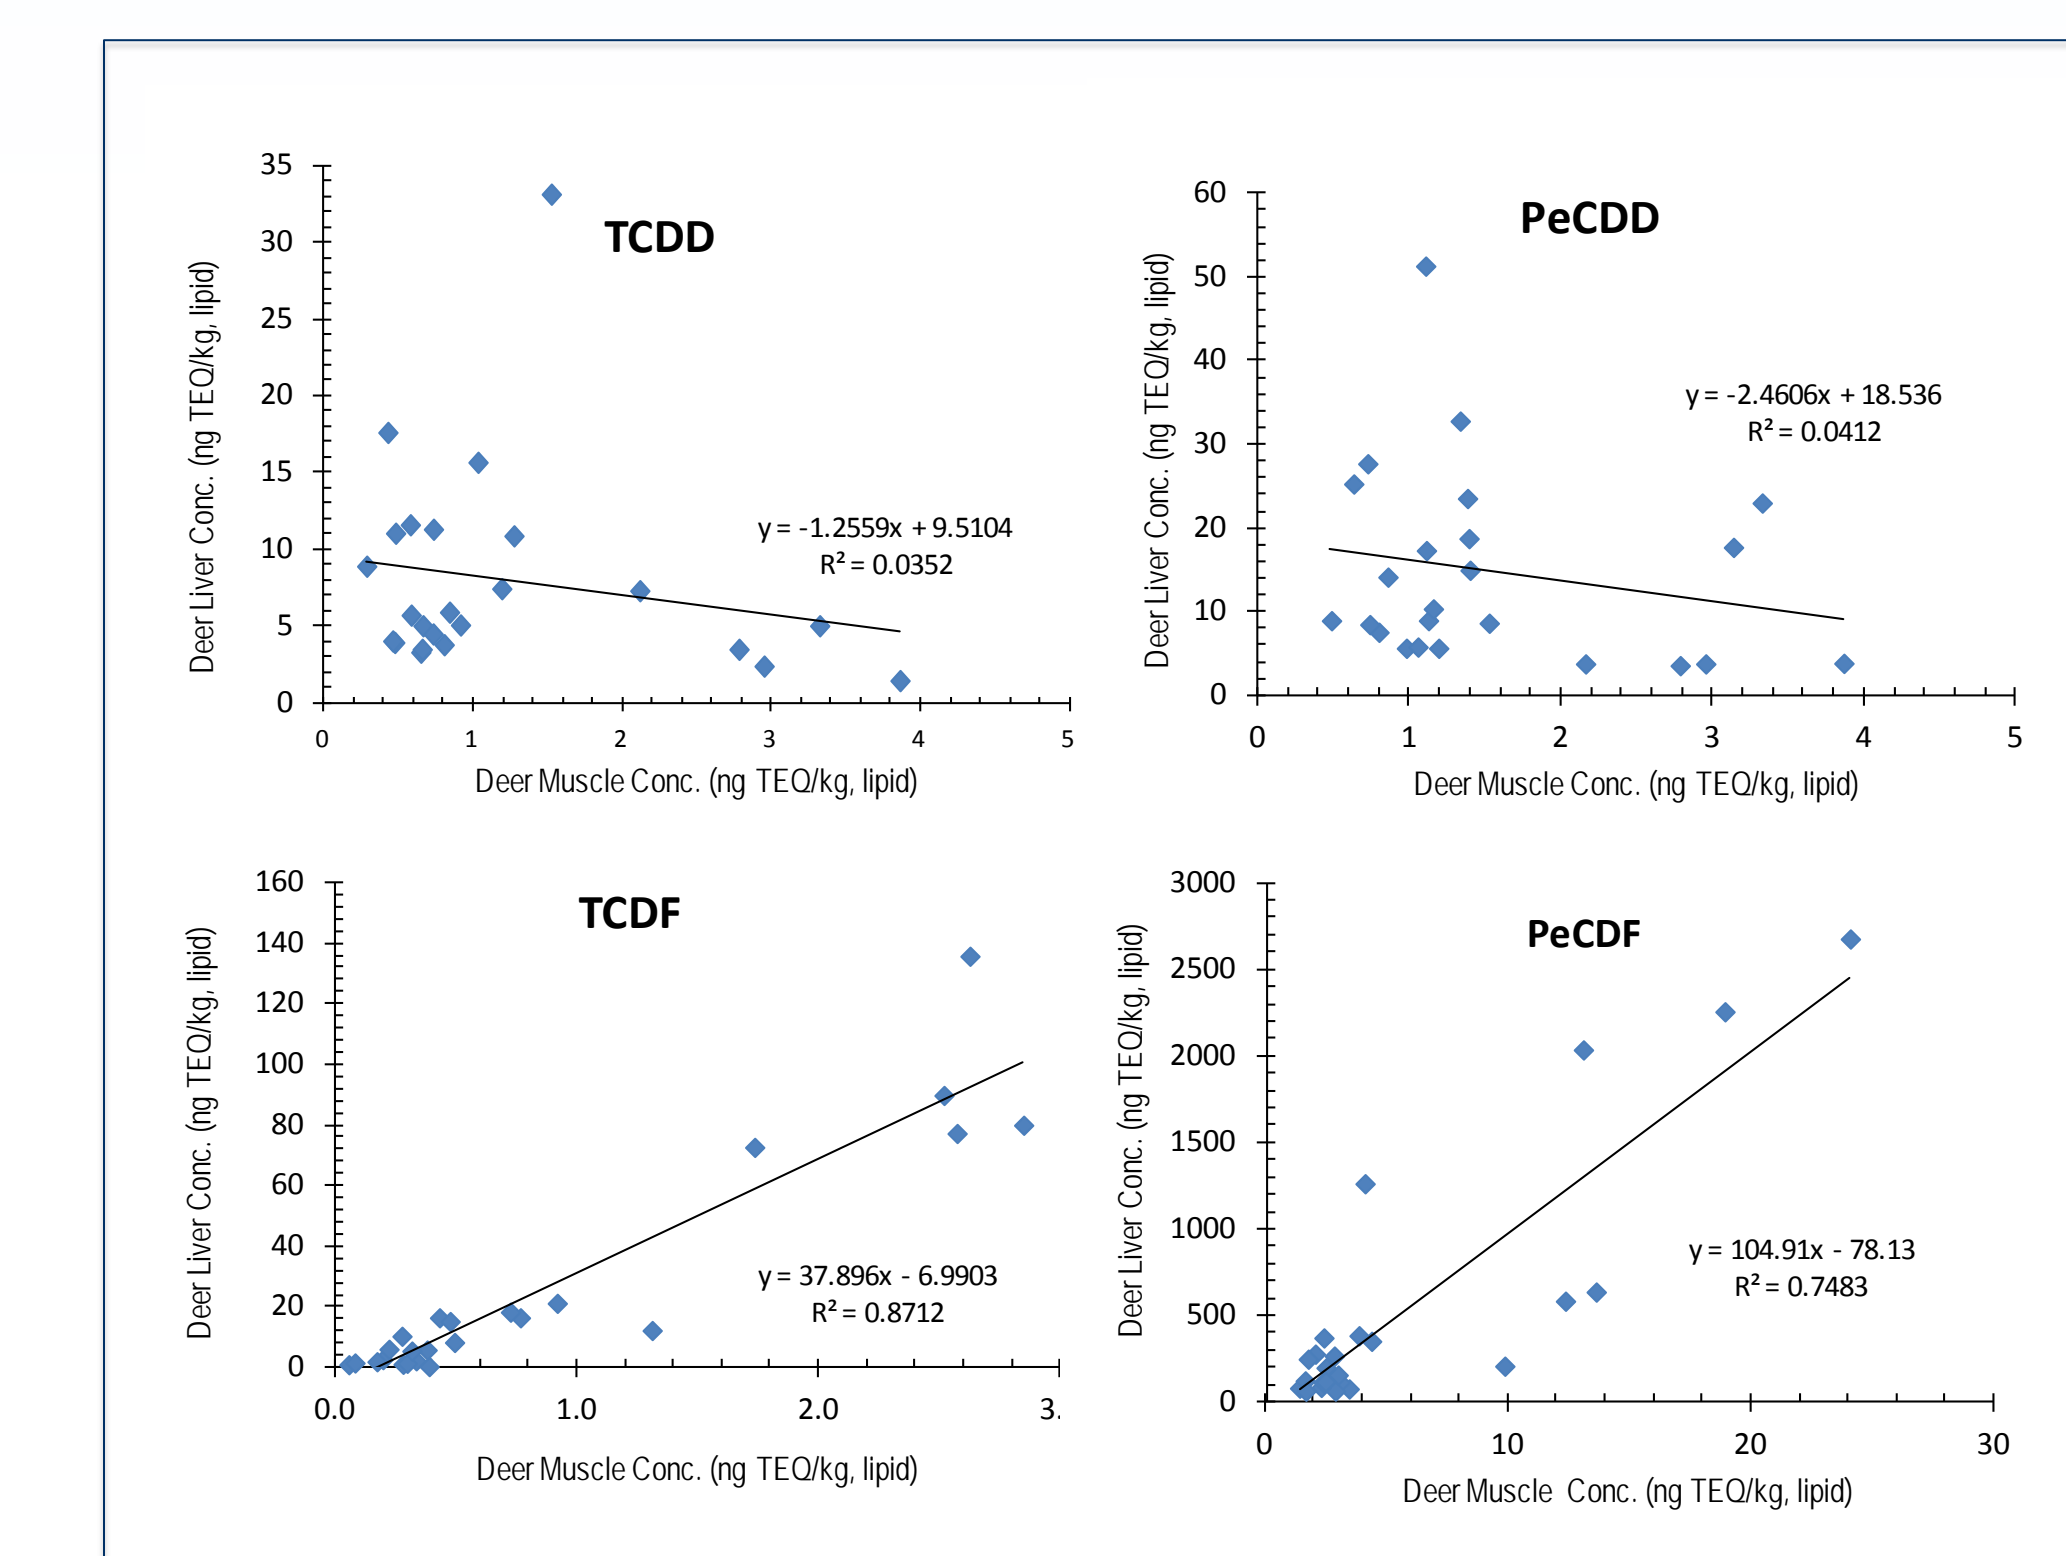 TCDD
35
30
25
20
15
10
5
0
0 1 2 3 4 5
Deer Liver Conc. (ng TEQ/kg, lipid)
Deer Muscle Conc. (ng TEQ/kg, lipid)
y = -1.2559x + 9.5104
R² = 0.0352
PeCDD
60
50
40
30
20
10
0
0 1 2 3 4 5
Deer Liver Conc. (ng TEQ/kg, lipid)
Deer Muscle Conc. (ng TEQ/kg, lipid)
y = -2.4606x + 18.536
R² = 0.0412
TCDF
160
140
120
100
80
60
40
20
0
0.0 1.0 2.0 3.
Deer Liver Conc. (ng TEQ/kg, lipid)
Deer Muscle Conc. (ng TEQ/kg, lipid)
y = 37.896x - 6.9903
R² = 0.8712
PeCDF
3000
2500
2000
1500
1000
500
0
0 10 20 30
Deer Liver Conc. (ng TEQ/kg, lipid)
Deer Muscle Conc. (ng TEQ/kg, lipid)
y = 104.91x - 78.13
R² = 0.7483